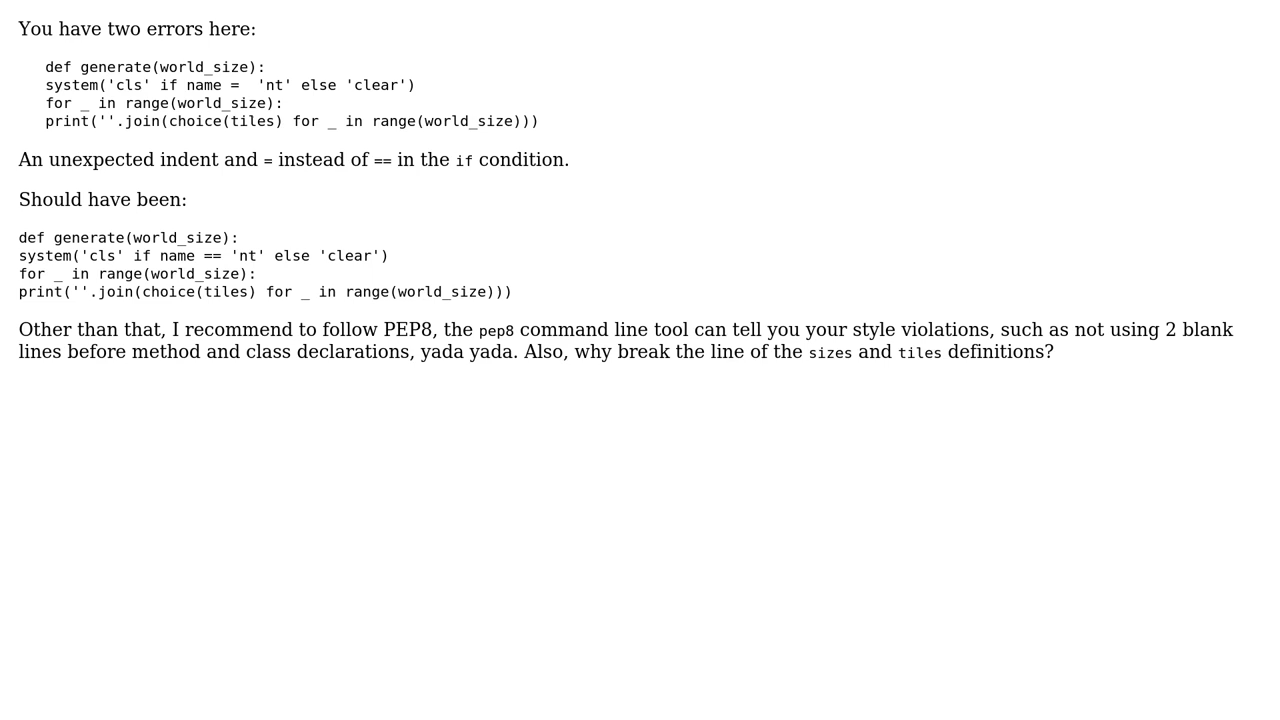 You have two errors here:
def generate(world_size):
system('cls' if name =  'nt' else 'clear')
for _ in range(world_size):
print(''.join(choice(tiles) for _ in range(world_size)))
An unexpected indent and = instead of == in the if condition.
Should have been:
def generate(world_size):
system('cls' if name == 'nt' else 'clear')
for _ in range(world_size):
print(''.join(choice(tiles) for _ in range(world_size)))
Other than that, I recommend to follow PEP8, the pep8 command line tool can tell you your style violations, such as not using 2 blank
lines before method and class declarations, yada yada. Also, why break the line of the sizes and tiles definitions?